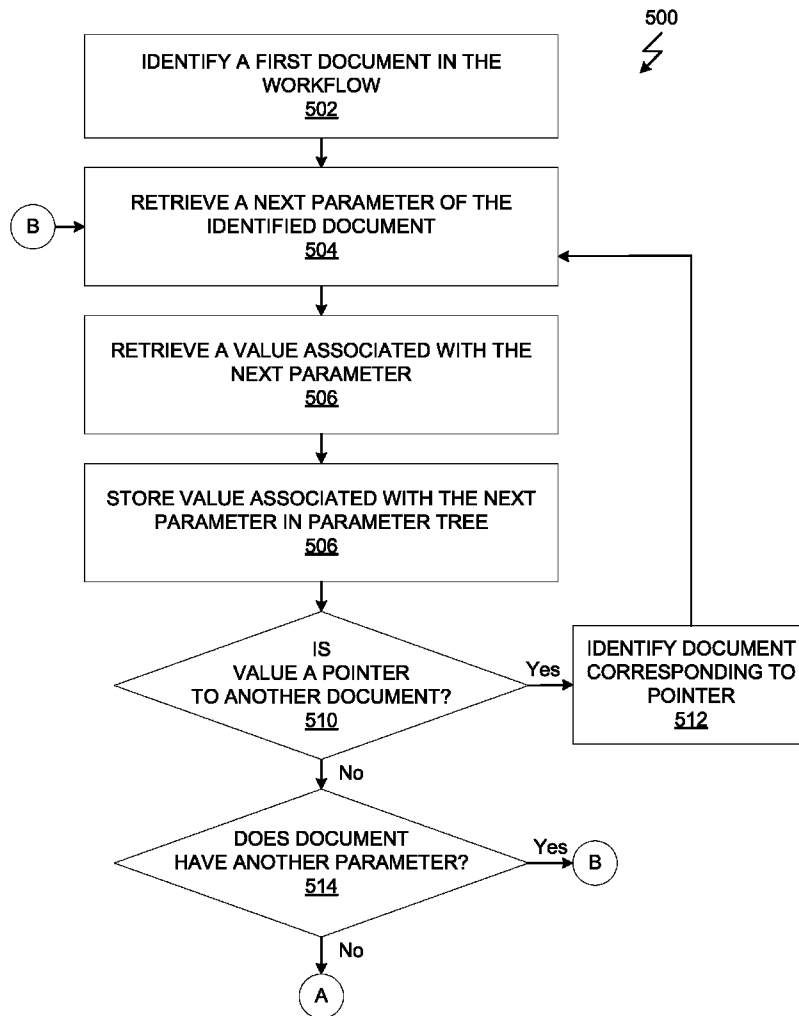 500
IDENTIFY A FIRST DOCUMENT IN THE
WORKFLOW
502
RETRIEVE A NEXT PARAMETER OF THE
IDENTIFIED DOCUMENT
504
B
RETRIEVE A VALUE ASSOCIATED WITH THE
NEXT PARAMETER
506
STORE VALUE ASSOCIATED WITH THE NEXT
PARAMETER IN PARAMETER TREE
506
IS
VALUE A POINTER
TO ANOTHER DOCUMENT?
510
Yes
IDENTIFY DOCUMENT
CORRESPONDING TO
POINTER
512
No
DOES DOCUMENT
HAVE ANOTHER PARAMETER?
514
Yes
B
No
A